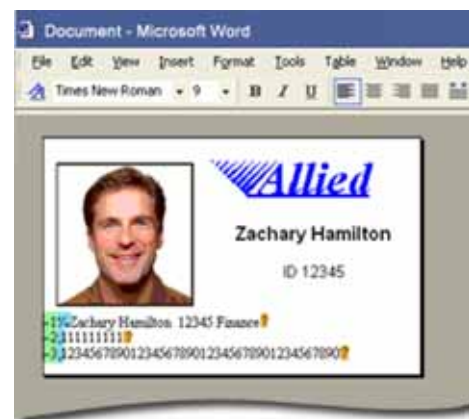 Document - Microsoft Word
File Edit View Insert Format Tools Table Window Help
Times New Roman 9 B I U
Allied
Zachary Hamilton
ID 12345
~1%Zachary Hamilton 12345 Finance?
~2;111111111?
~3;1234567890123456789012345678901234567890?